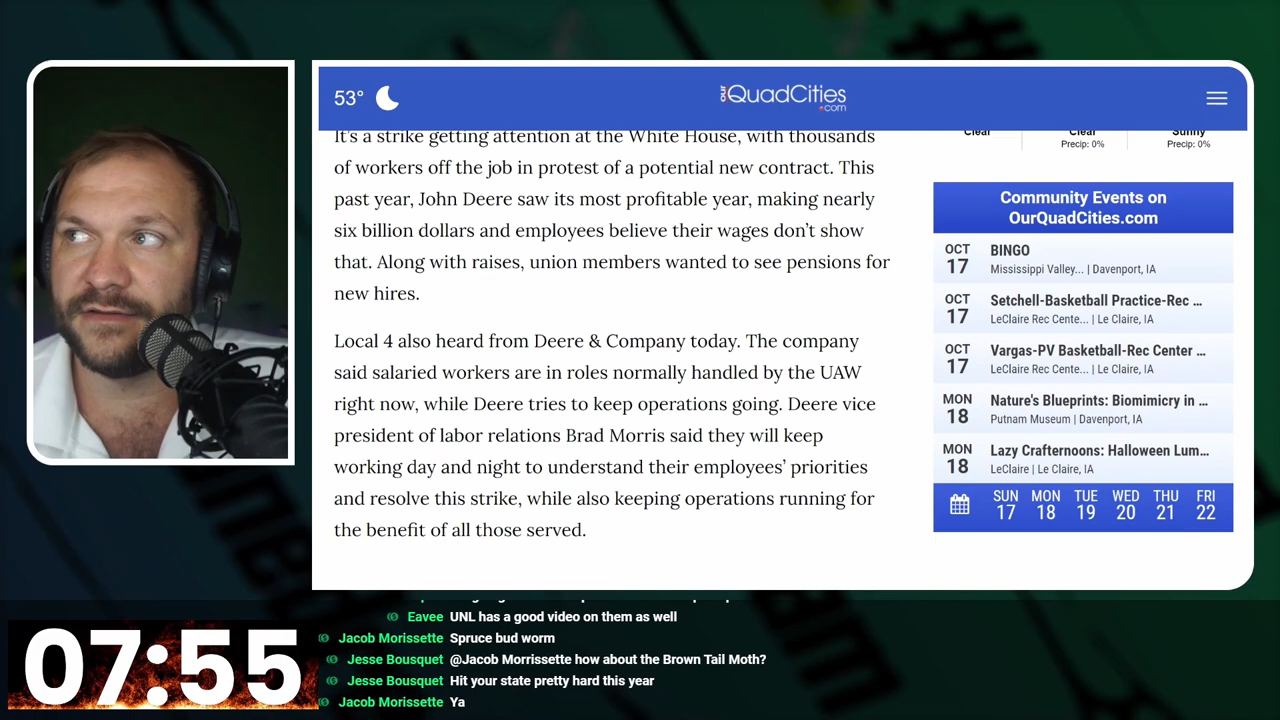 53°
ourQuadCities.com
It's a strike getting attention at the White House, with thousands
of workers off the job in protest of a potential new contract. This
past year, John Deere saw its most profitable year, making nearly
six billion dollars and employees believe their wages don't show
that. Along with raises, union members wanted to see pensions for
new hires.
Local 4 also heard from Deere & Company today. The company
said salaried workers are in roles normally handled by the UAW
right now, while Deere tries to keep operations going. Deere vice
president of labor relations Brad Morris said they will keep
working day and night to understand their employees' priorities
and resolve this strike, while also keeping operations running for
the benefit of all those served.
Clear Clear Sunny
Precip: 0% Precip: 0%
Community Events on
OurQuadCities.com
OCT 17 BINGO
Mississippi Valley... | Davenport, IA
OCT 17 Setchell-Basketball Practice-Rec ...
LeClaire Rec Cente... | Le Claire, IA
OCT 17 Vargas-PV Basketball-Rec Center ...
LeClaire Rec Cente... | Le Claire, IA
MON 18 Nature's Blueprints: Biomimicry in ...
Putnam Museum | Davenport, IA
MON 18 Lazy Crafternoons: Halloween Lum...
LeClaire | Le Claire, IA
SUN MON TUE WED THU FRI
17 18 19 20 21 22
Eavee UNL has a good video on them as well
Jacob Morissette Spruce bud worm
Jesse Bousquet @Jacob Morrissette how about the Brown Tail Moth?
Jesse Bousquet Hit your state pretty hard this year
Jacob Morissette Ya
07:55